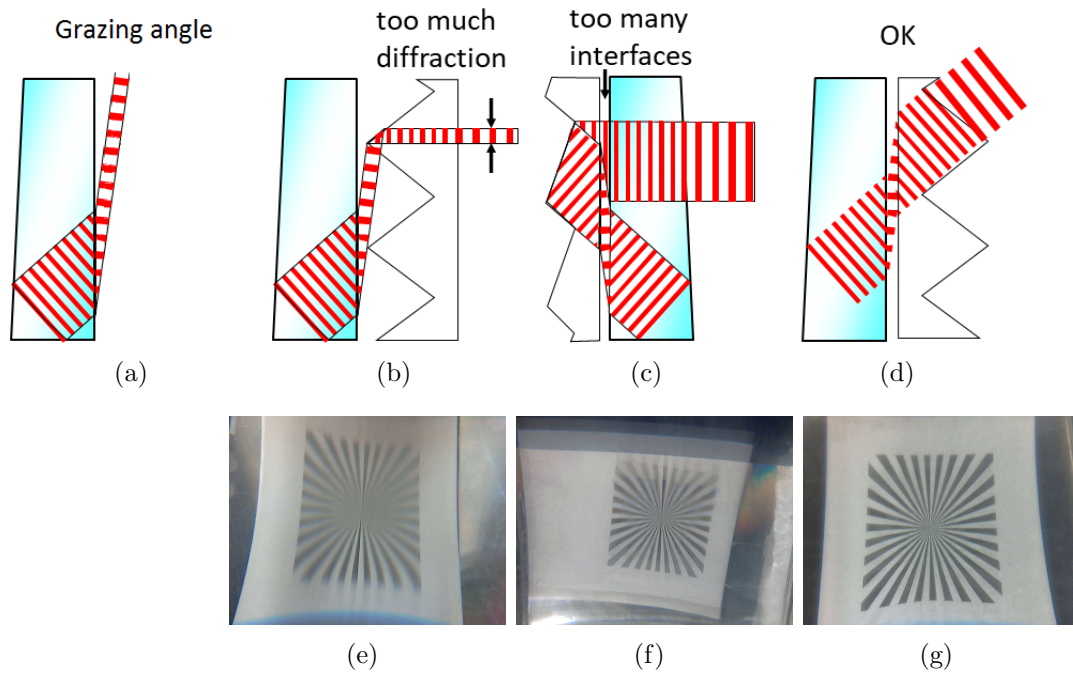 Grazing angle
too much
diffraction
too many
interfaces
OK
(a)
(b)
(c)
(d)
(e)
(f)
(g)